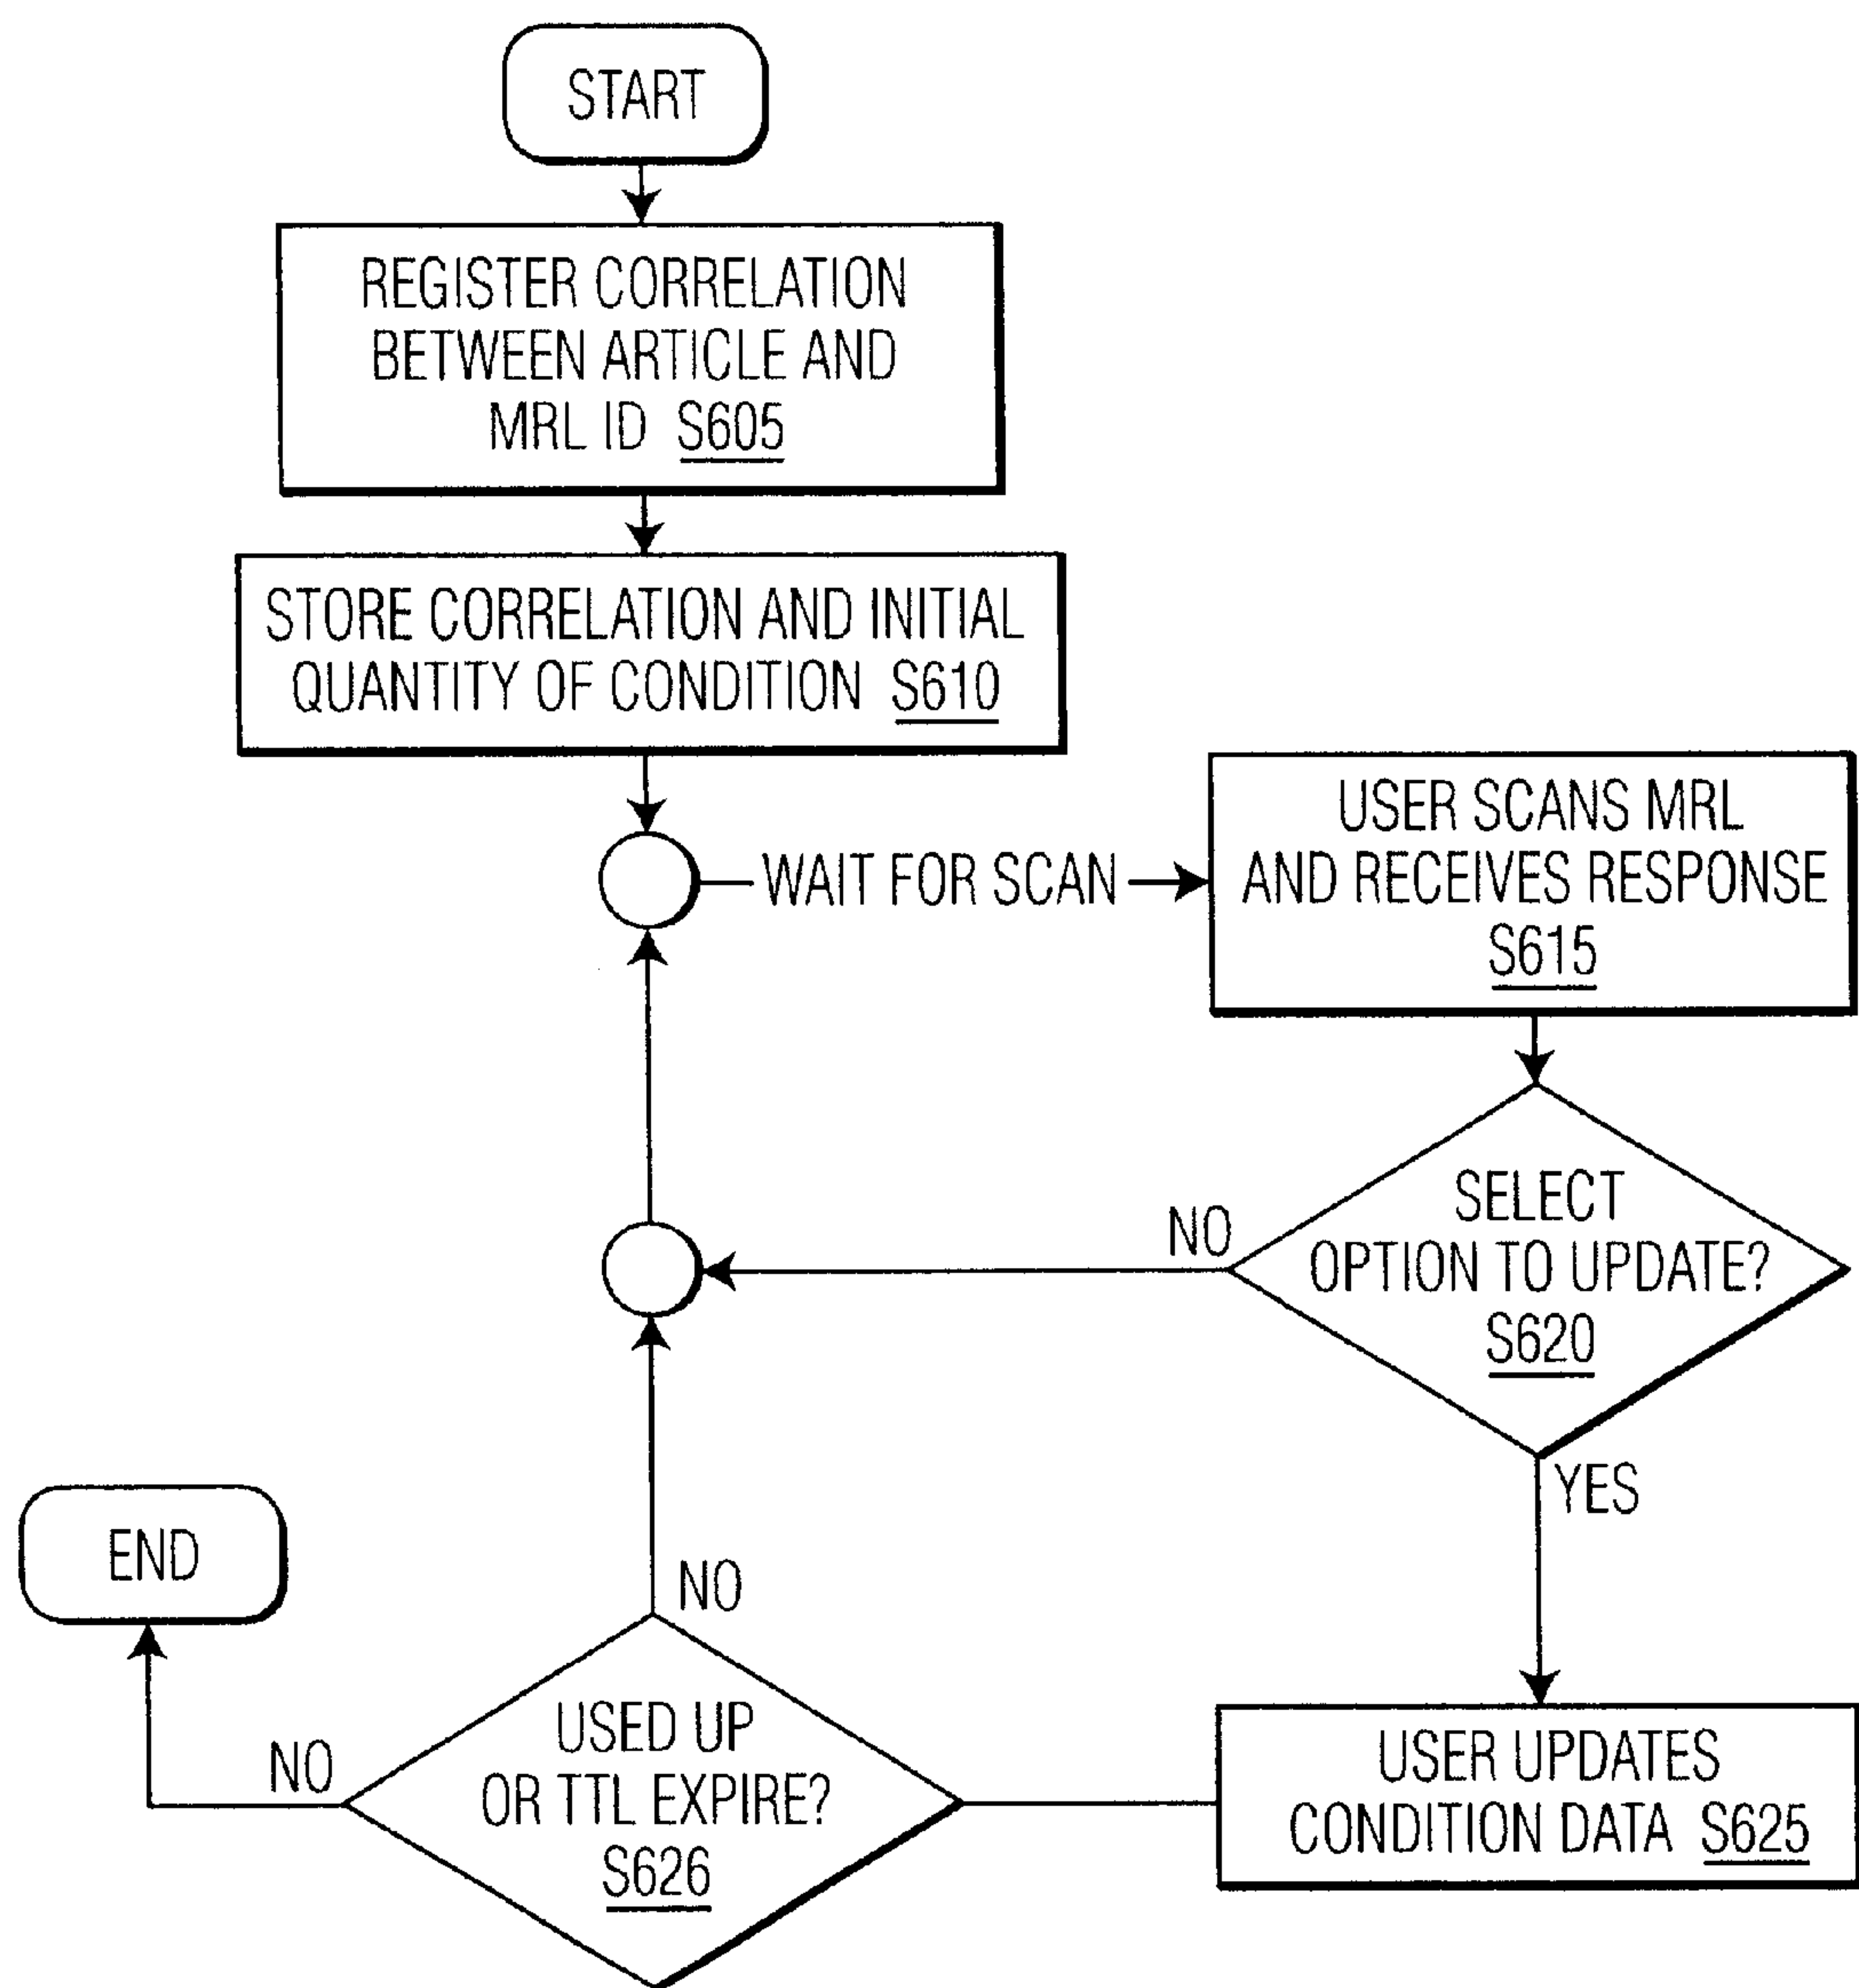 START
REGISTER CORRELATION
BETWEEN ARTICLE AND
MRL ID S605
STORE CORRELATION AND INITIAL
QUANTITY OF CONDITION S610
WAIT FOR SCAN
USER SCANS MRL
AND RECEIVES RESPONSE
S615
SELECT
OPTION TO UPDATE?
S620
NO
YES
USER UPDATES
CONDITION DATA S625
USED UP
OR TTL EXPIRE?
S626
NO
NO
END